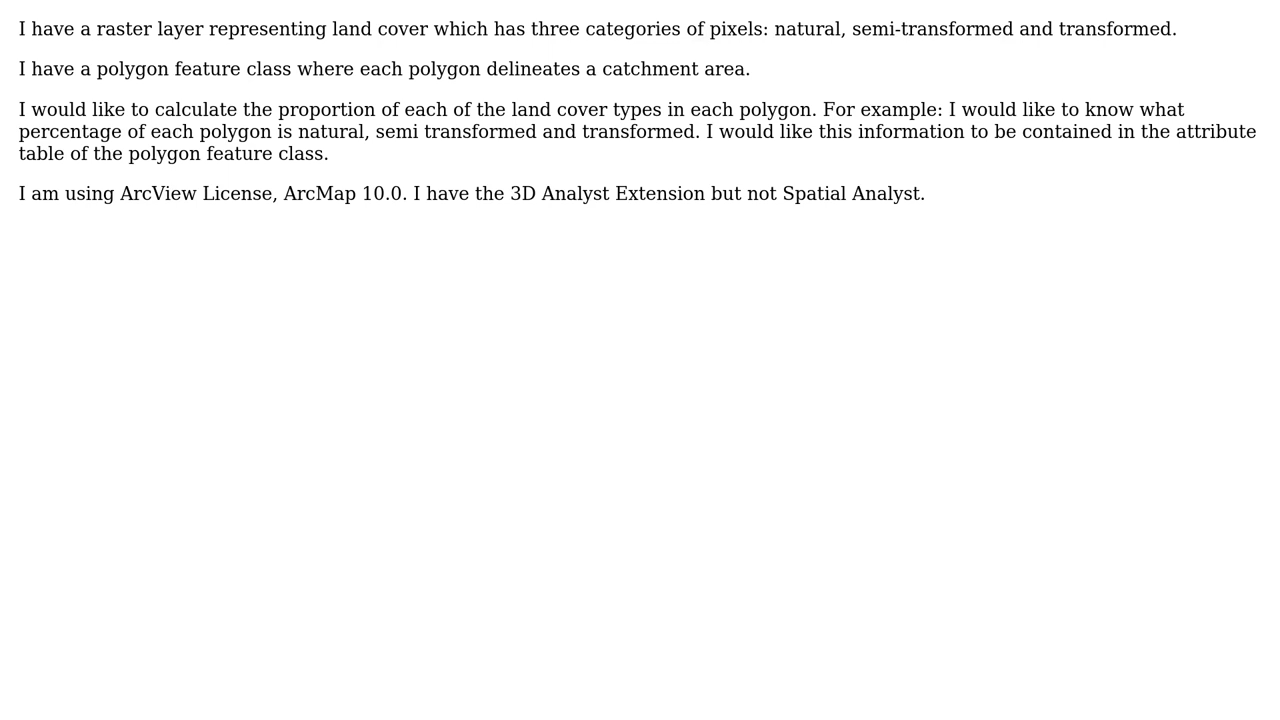 I have a raster layer representing land cover which has three categories of pixels: natural, semi-transformed and transformed.
I have a polygon feature class where each polygon delineates a catchment area.
I would like to calculate the proportion of each of the land cover types in each polygon. For example: I would like to know what
percentage of each polygon is natural, semi transformed and transformed. I would like this information to be contained in the attribute
table of the polygon feature class.
I am using ArcView License, ArcMap 10.0. I have the 3D Analyst Extension but not Spatial Analyst.